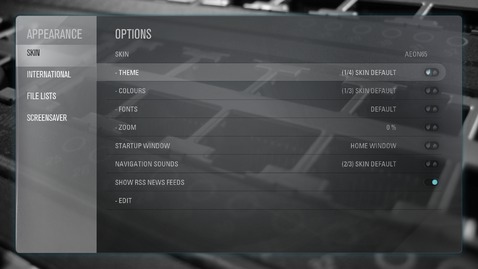 APPEARANCE
SKIN
INTERNATIONAL
FILE LISTS
SCREENSAVER
OPTIONS
SKIN AEON65
- THEME (1/4) SKIN DEFAULT
- COLOURS (1/3) SKIN DEFAULT
- FONTS DEFAULT
- ZOOM 0 %
STARTUP WINDOW HOME WINDOW
NAVIGATION SOUNDS (2/3) SKIN DEFAULT
SHOW RSS NEWS FEEDS
- EDIT